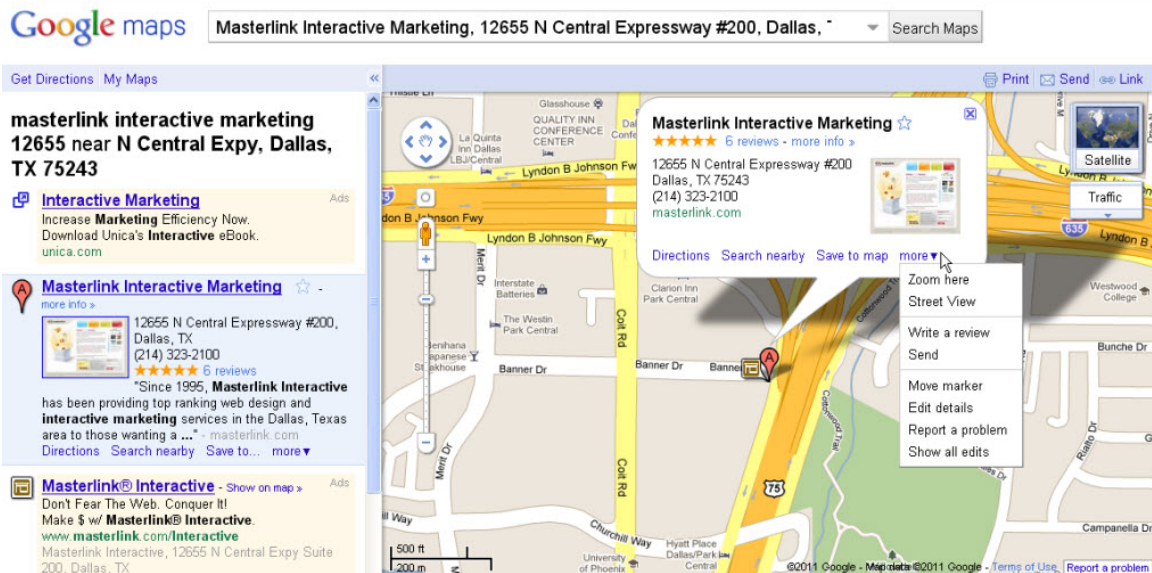 Google maps
Masterlink Interactive Marketing, 12655 N Central Expressway #200, Dallas,
Search Maps
Get Directions My Maps
«
Print Send Link
masterlink interactive marketing
12655 near N Central Expy, Dallas,
TX 75243
Interactive Marketing
Ads
Increase Marketing Efficiency Now.
Download Unica's Interactive eBook.
unica.com
A
Masterlink Interactive Marketing -
more info »
12655 N Central Expressway #200,
Dallas, TX
(214) 323-2100
6 reviews
"Since 1995, Masterlink Interactive
has been providing top ranking web design and
interactive marketing services in the Dallas, Texas
area to those wanting a ..." - masterlink.com
Directions Search nearby Save to... more▼
Masterlink® Interactive - Show on map »
Ads
Don't Fear The Web. Conquer It!
Make $ w/ Masterlink® Interactive.
www.masterlink.com/Interactive
Masterlink Interactive, 12655 N Central Expy Suite
200, Dallas, TX
Masterlink Interactive Marketing
6 reviews - more info »
12655 N Central Expressway #200
Dallas, TX 75243
(214) 323-2100
masterlink.com
Directions Search nearby Save to map more▼
Zoom here
Street View
Write a review
Send
Move marker
Edit details
Report a problem
Show all edits
Satellite
Traffic
Glasshouse
QUALITY INN
CONFERENCE
CENTER
La Quinta
Inn Dallas
LBJ/Central
Lyndon B Johnson Fw
don B Johnson Fwy
Lyndon B Johnson Fwy
635
Lyndon B
Merit Dr
Interstate
Batteries
The Westin
Park Central
Clarion Inn
Park Central
Coit Rd
Westwood
College
Bunche Dr
Banner Dr
Banner Dr
Banne
A
Cottonwood Trail
Rialto Dr
Merit Dr
Coit Rd
75
ill Way
Churchill Way
Hyatt Place
Dallas/Park
Central
University
of Phoenix
Campanella Dr
500 ft
200 m
©2011 Google - Map data ©2011 Google - Terms of Use
Report a problem